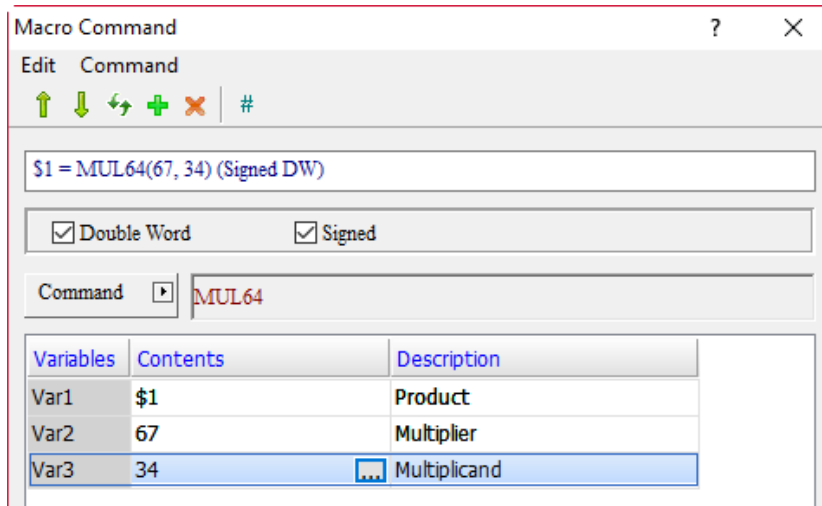 Macro Command ?
Edit Command
#
$1 = MUL64(67, 34) (Signed DW)
Double Word Signed
Command MUL64
Variables Contents Description
Var1 $1 Product
Var2 67 Multiplier
Var3 34 ... Multiplicand